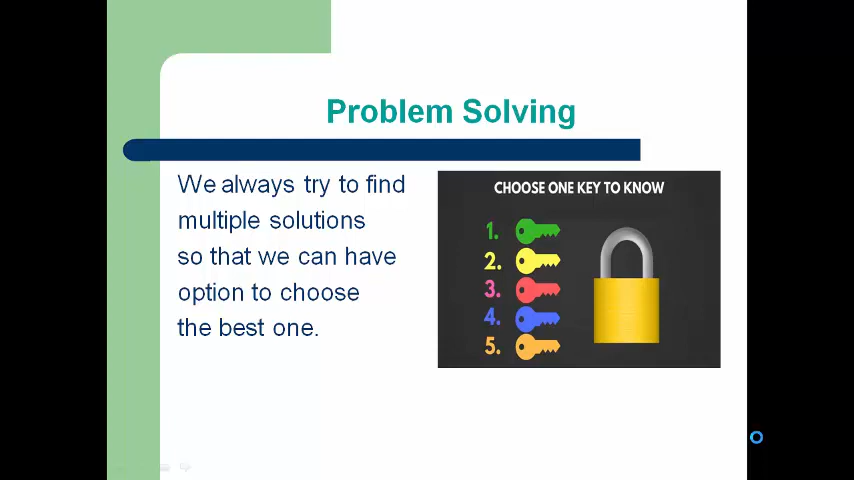 Problem Solving
We always try to find
multiple solutions
so that we can have
option to choose
the best one.
CHOOSE ONE KEY TO KNOW
1.
2.
3.
4.
5.